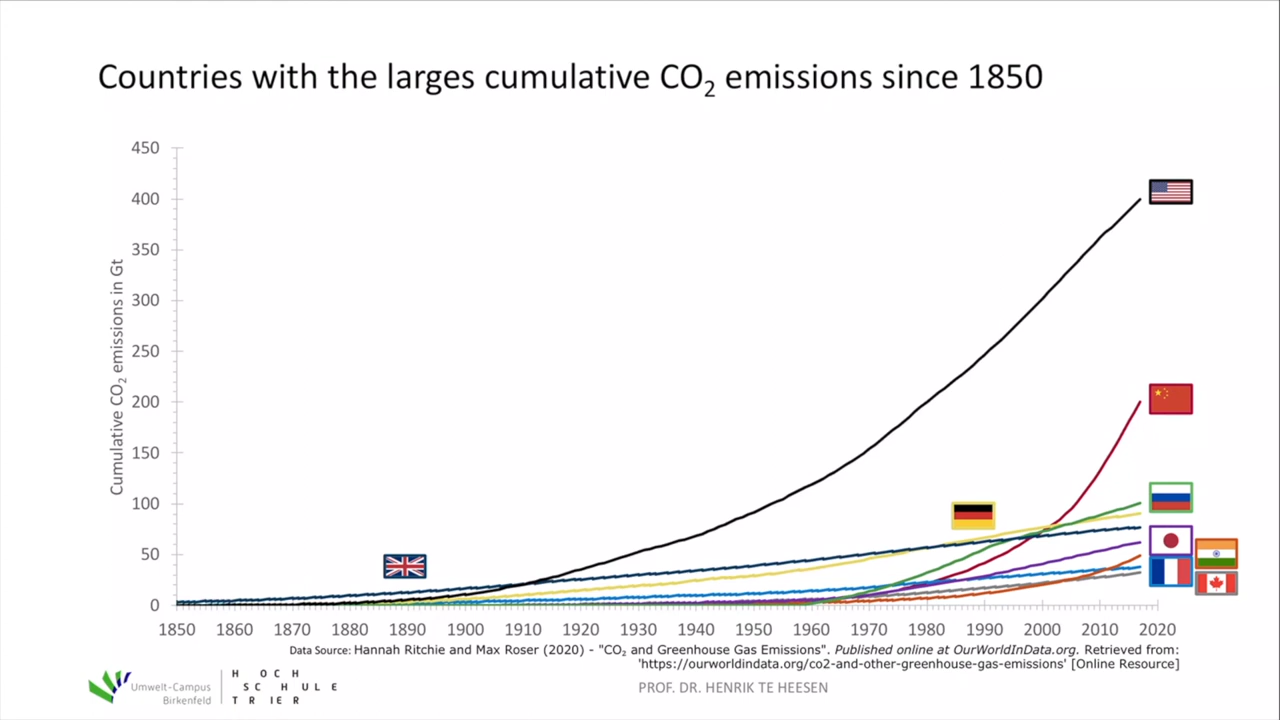 Countries with the larges cumulative CO₂ emissions since 1850
Cumulative CO₂ emissions in Gt
450
400
350
300
250
200
150
100
50
0
1850 1860 1870 1880 1890 1900 1910 1920 1930 1940 1950 1960 1970 1980 1990 2000 2010 2020
Data Source: Hannah Ritchie and Max Roser (2020) - "CO₂ and Greenhouse Gas Emissions". Published online at OurWorldInData.org. Retrieved from:
'https://ourworldindata.org/co2-and-other-greenhouse-gas-emissions' [Online Resource]
Umwelt-Campus
Birkenfeld
H O C H
S C H U L E
T R I E R
PROF. DR. HENRIK TE HEESEN